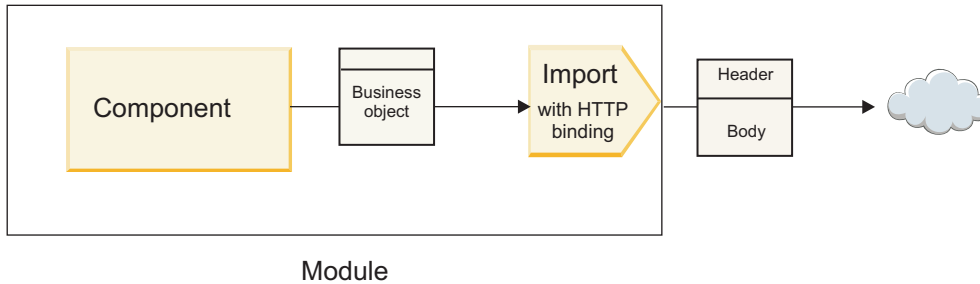 Component
Business
object
Import
with HTTP
binding
Header
Body
Module